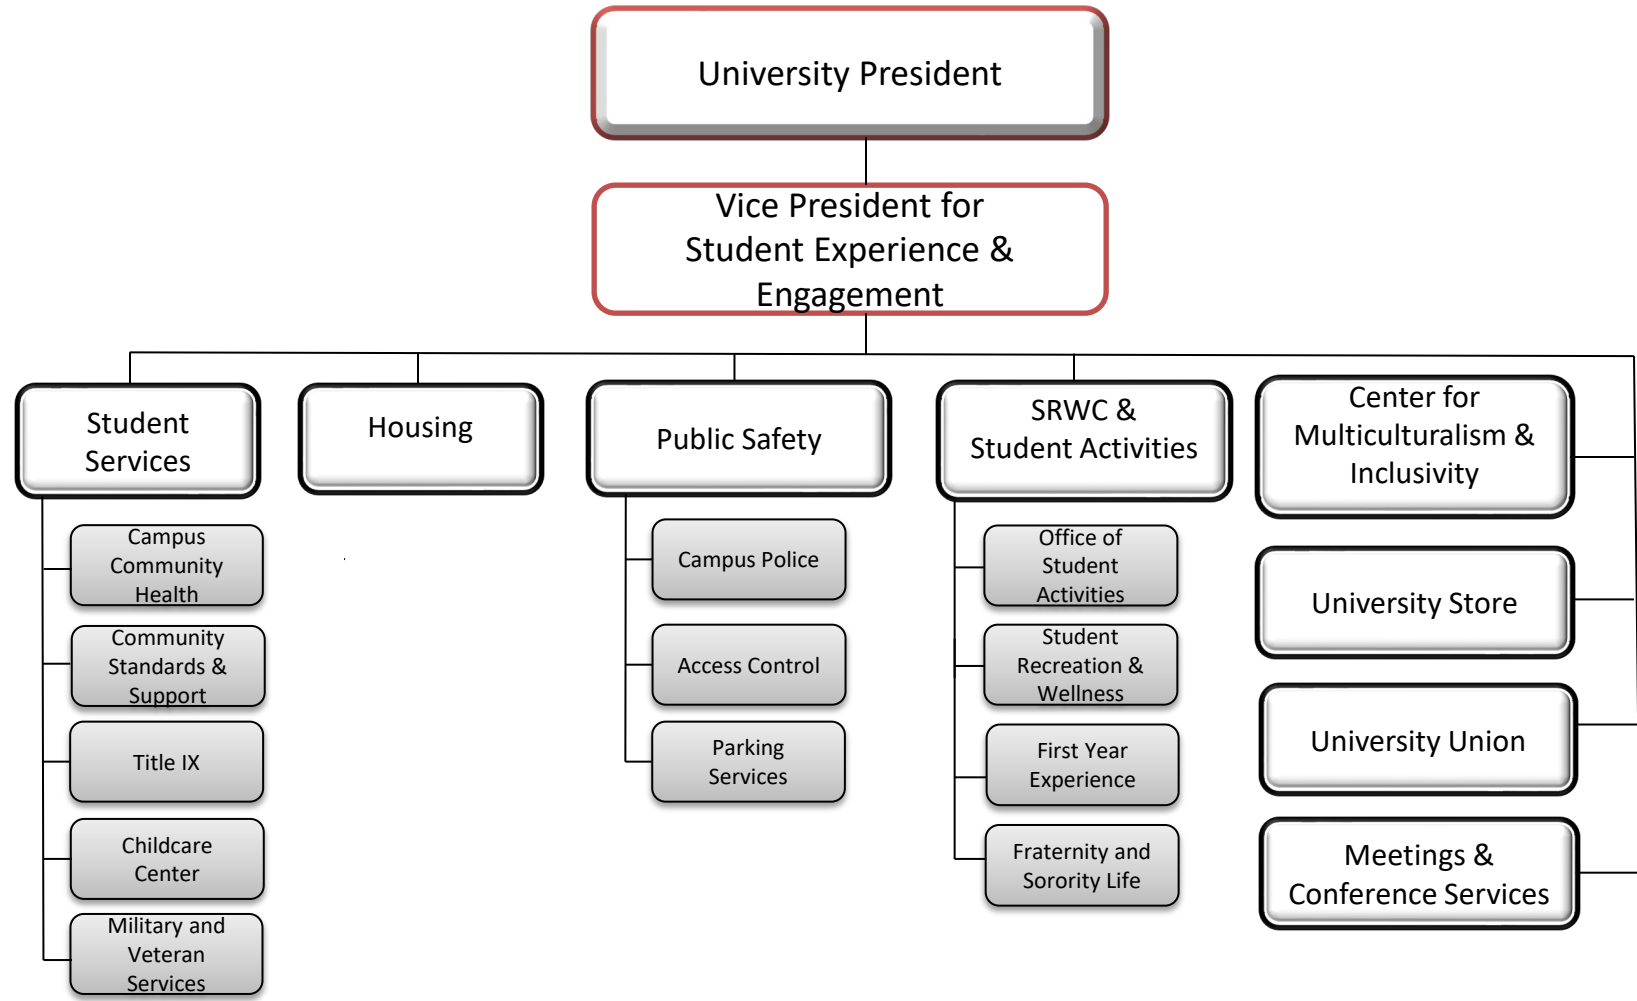 University President
Vice President for
Student Experience &
Engagement
Student
Services
Housing
Public Safety
SRWC &
Student Activities
Center for
Multiculturalism &
Inclusivity
Campus
Community
Health
Community
Standards &
Support
Title IX
Childcare
Center
Military and
Veteran
Services
Campus Police
Access Control
Parking
Services
Office of
Student
Activities
Student
Recreation &
Wellness
First Year
Experience
Fraternity and
Sorority Life
University Store
University Union
Meetings &
Conference Services